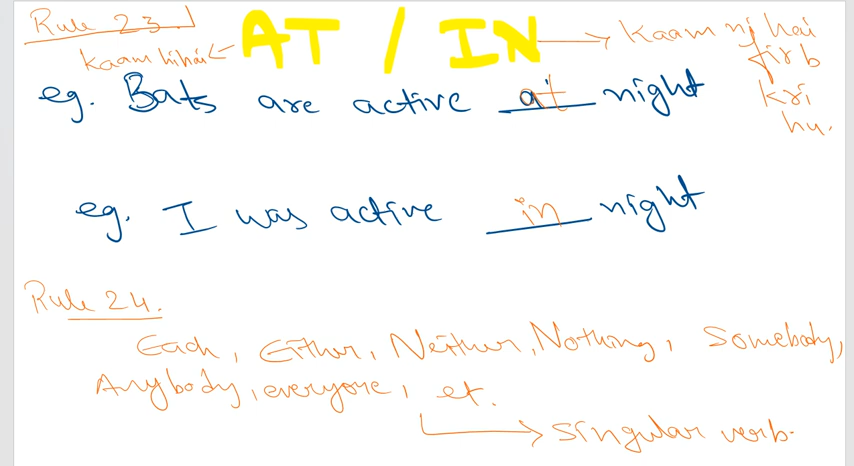 Rule 23
AT / IN
kaam hi hai
Kaam nj hai
fir b
kri
hu.
eg. Bats are active at night
eg. I was active in night
Rule 24.
Each, Either, Neither, Nothing, Somebody,
Anybody, everyone, et.
singular verb.